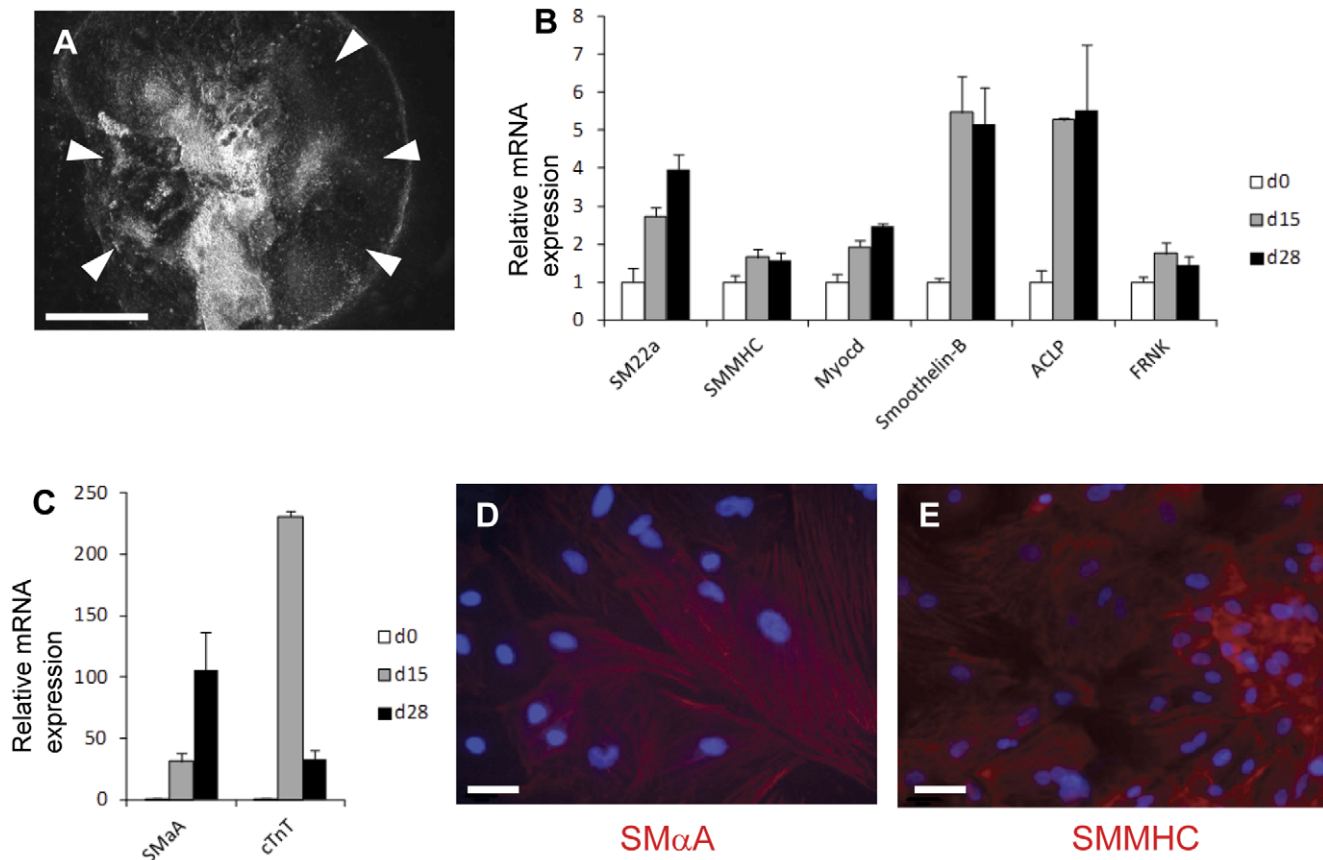 A
B
Relative mRNA
expression
8
7
6
5
4
3
2
1
0
SM22a
SMMHC
Myocd
Smoothelin-B
ACLP
FRNK
d0
d15
d28
C
Relative mRNA
expression
250
200
150
100
50
0
SMaA
cTnT
d0
d15
d28
D
SMαA
E
SMMHC